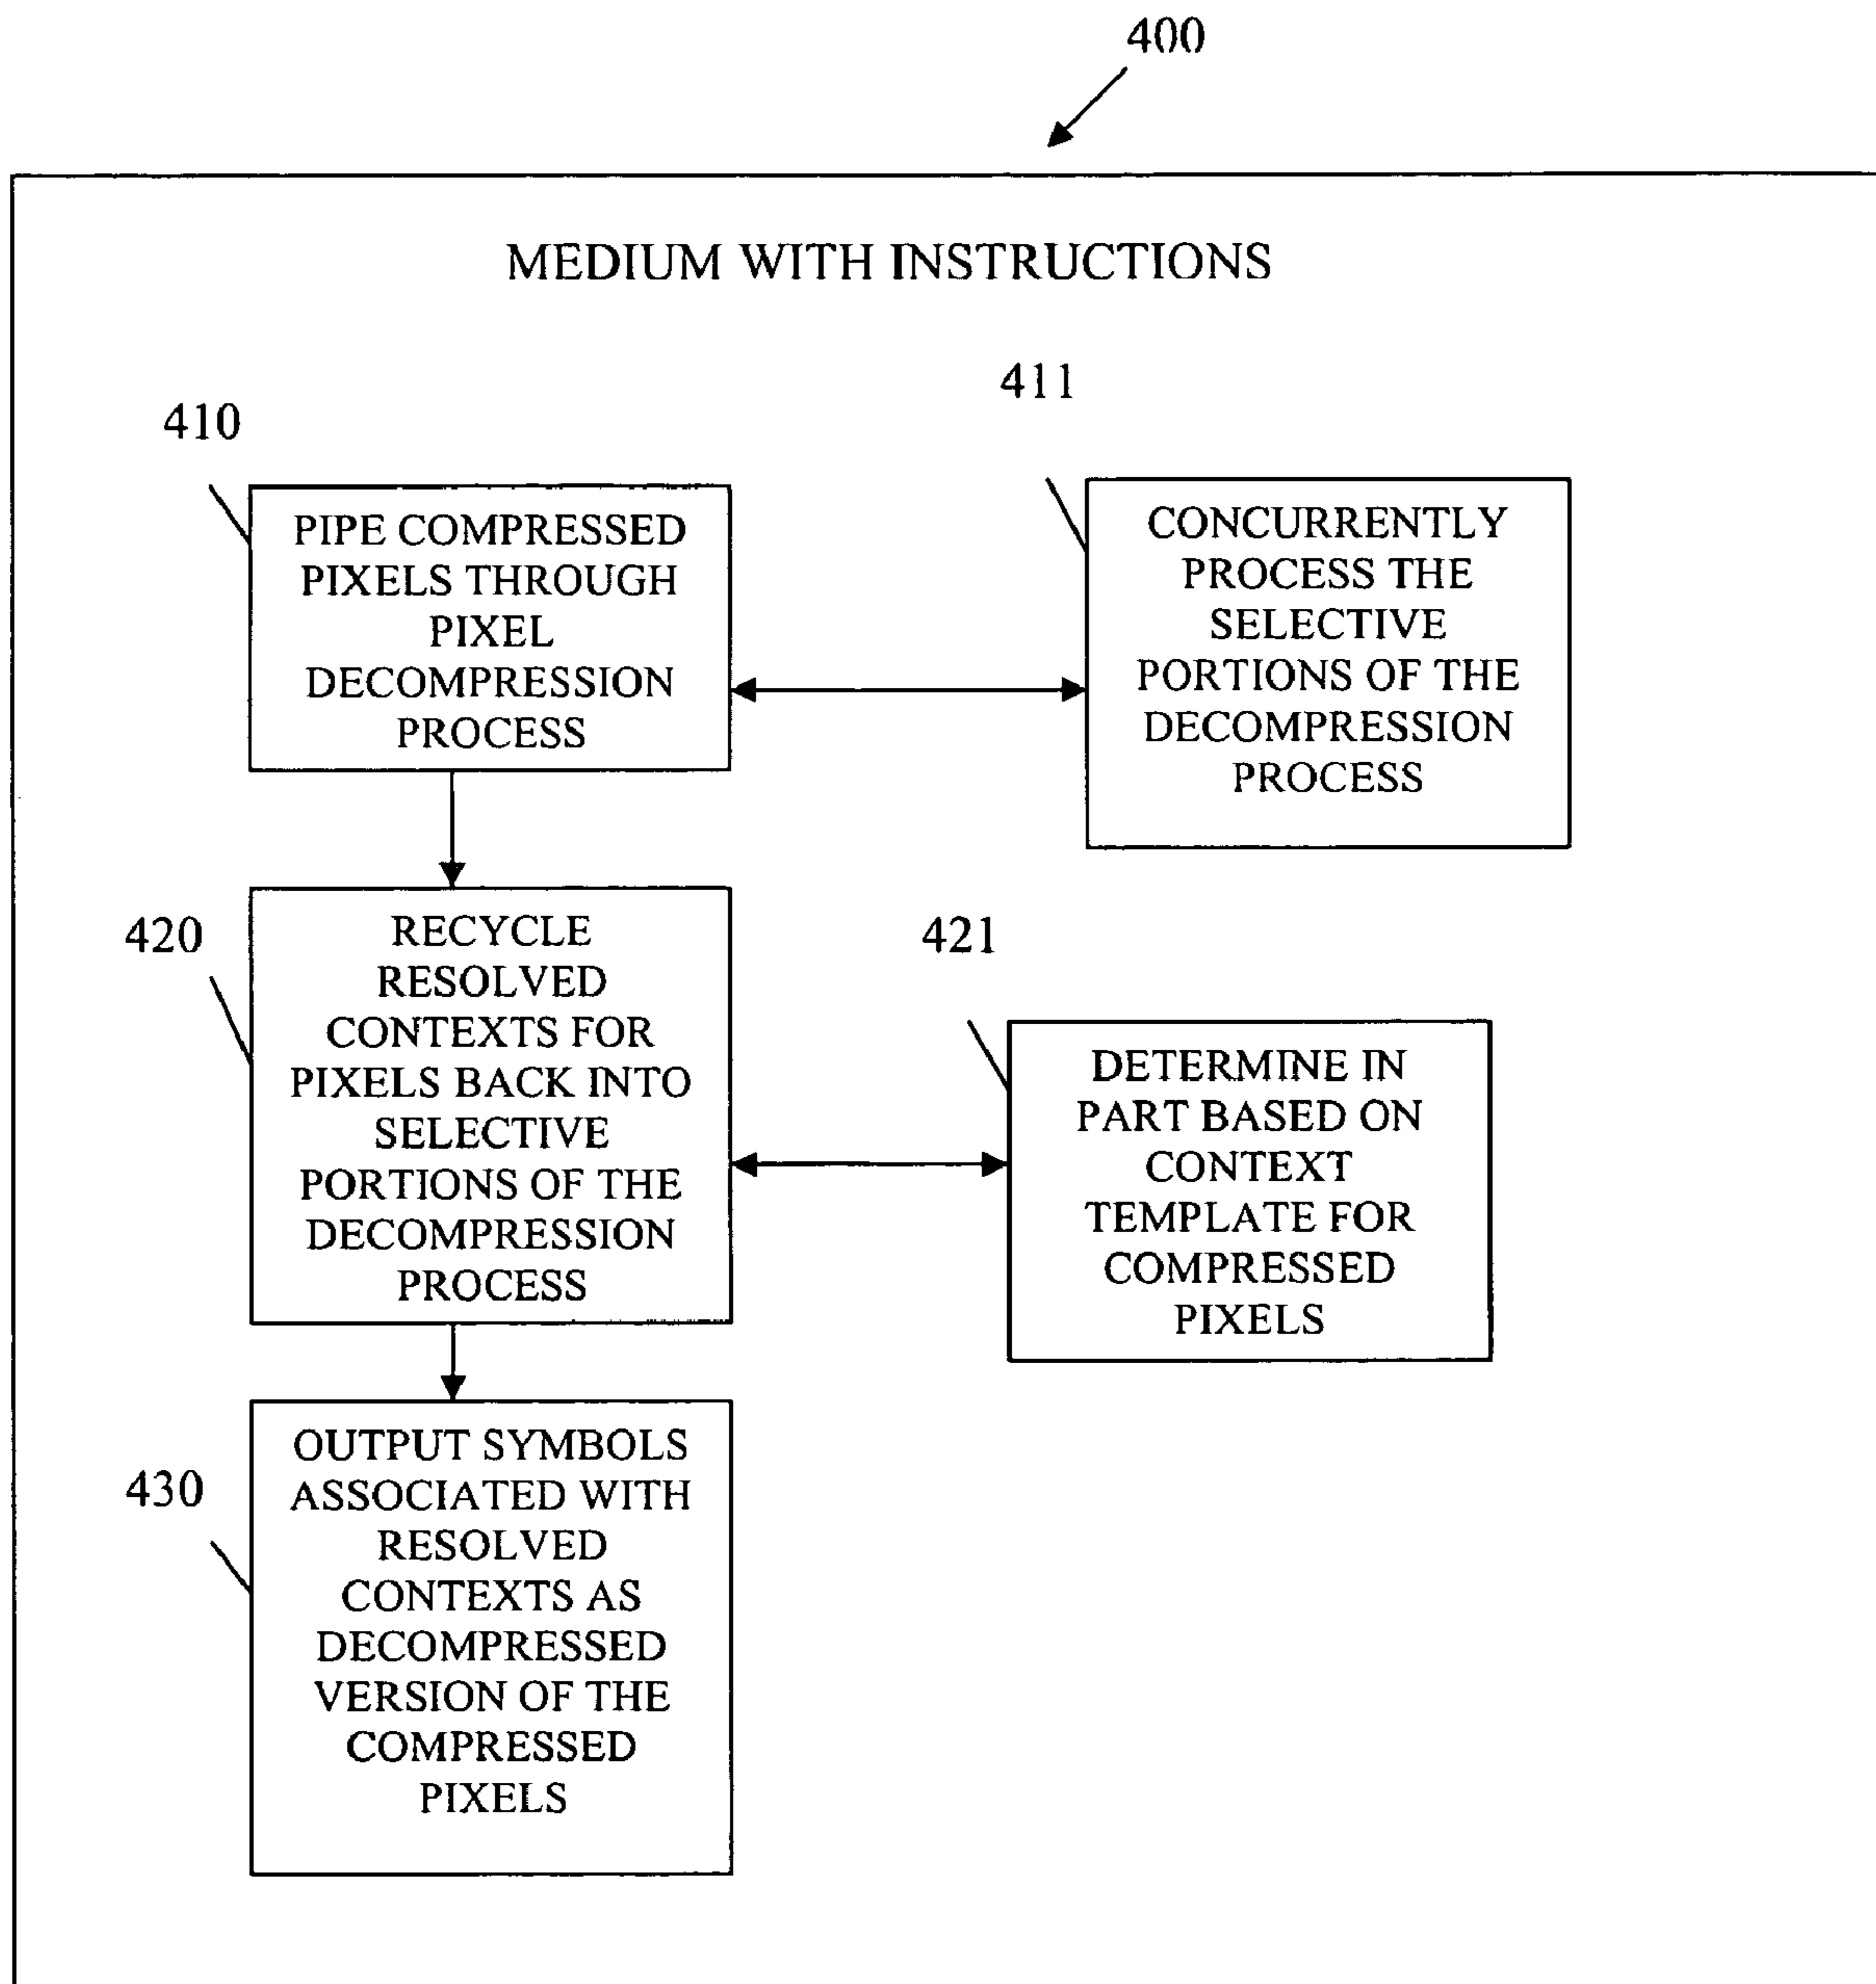 400
MEDIUM WITH INSTRUCTIONS
410
PIPE COMPRESSED
PIXELS THROUGH
PIXEL
DECOMPRESSION
PROCESS
411
CONCURRENTLY
PROCESS THE
SELECTIVE
PORTIONS OF THE
DECOMPRESSION
PROCESS
420
RECYCLE
RESOLVED
CONTEXTS FOR
PIXELS BACK INTO
SELECTIVE
PORTIONS OF THE
DECOMPRESSION
PROCESS
421
DETERMINE IN
PART BASED ON
CONTEXT
TEMPLATE FOR
COMPRESSED
PIXELS
430
OUTPUT SYMBOLS
ASSOCIATED WITH
RESOLVED
CONTEXTS AS
DECOMPRESSED
VERSION OF THE
COMPRESSED
PIXELS